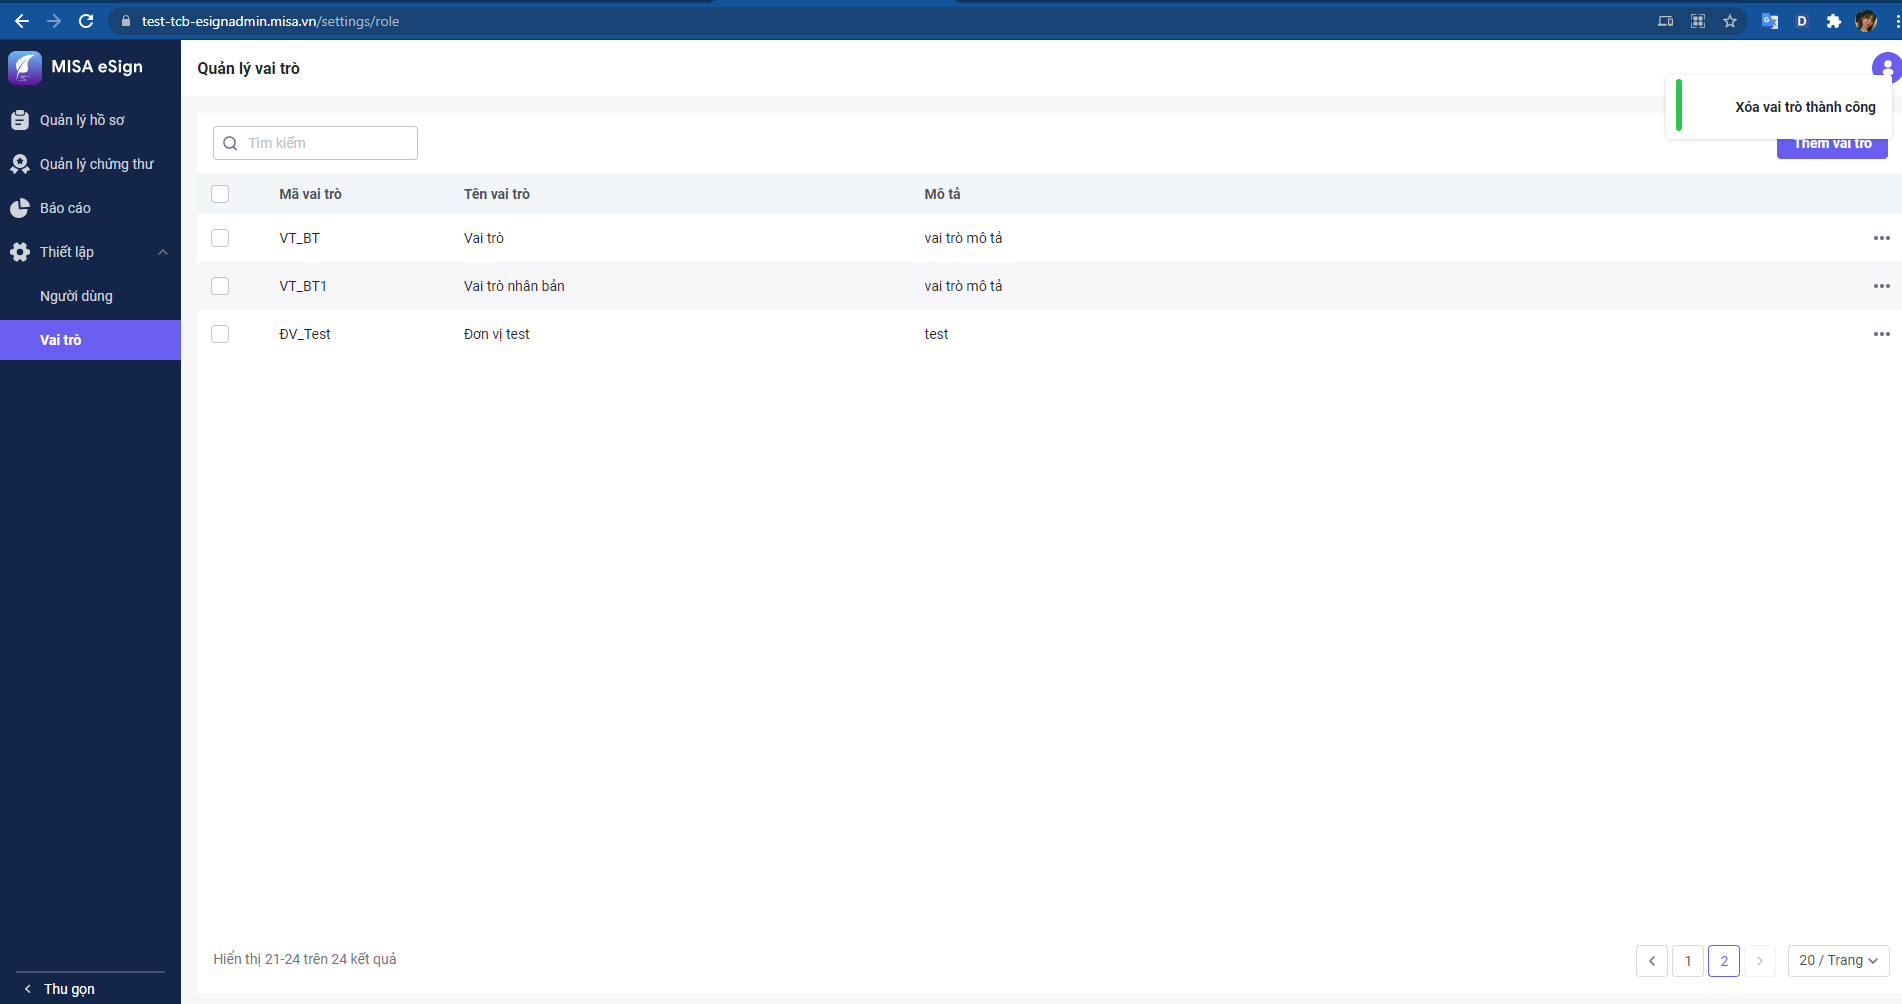 test-tcb-esignadmin.misa.vn/settings/role
D
MISA eSign
Quản lý vai trò
Xóa vai trò thành công
Quản lý hồ sơ
Quản lý chứng thư
Báo cáo
Thiết lập
Người dùng
Vai trò
Tìm kiếm
Thêm vai trò
Mã vai trò Tên vai trò Mô tả
VT_BT Vai trò vai trò mô tả
VT_BT1 Vai trò nhân bản vai trò mô tả
ĐV_Test Đơn vị test test
Hiển thị 21-24 trên 24 kết quả
1 2 20 / Trang
Thu gọn